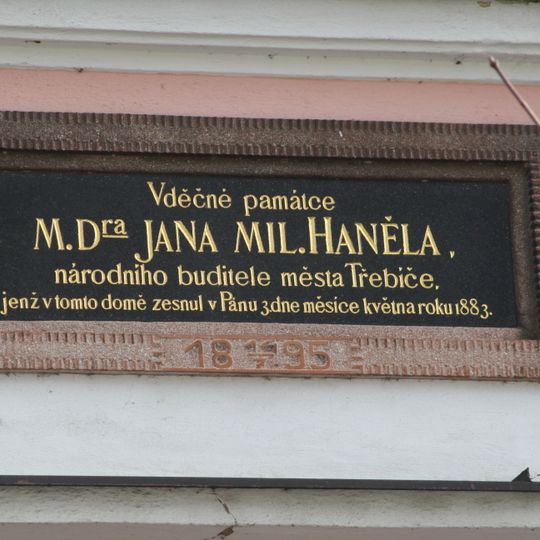 Vděčné památce
M.Dra JANA MIL. HANĚLA,
národního buditele města Třebíče,
jenž v tomto domě zesnul v Pánu 3. dne měsíce května roku 1883.
18 95